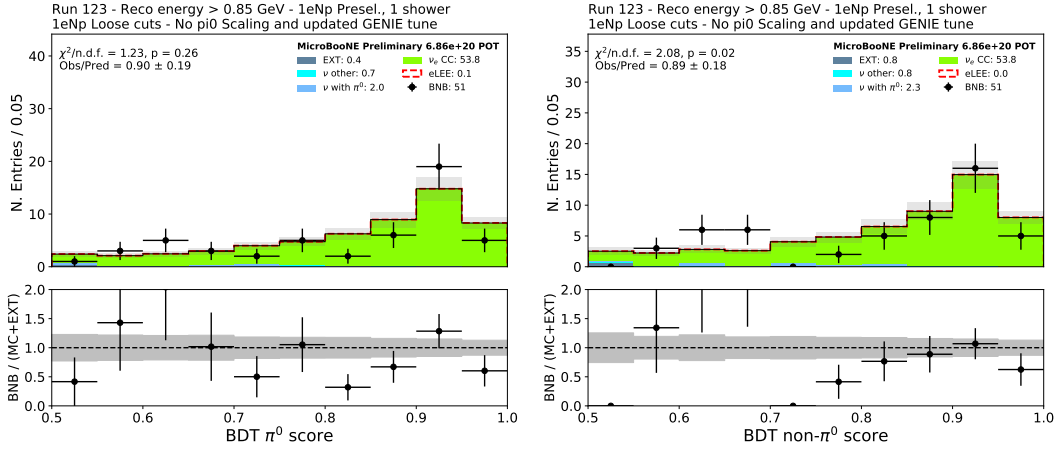 Run 123 - Reco energy > 0.85 GeV - 1eNp Presel., 1 shower
1eNp Loose cuts - No pi0 Scaling and updated GENIE tune
χ²/n.d.f. = 1.23, p = 0.26
Obs/Pred = 0.90 ± 0.19
MicroBooNE Preliminary 6.86e+20 POT
EXT: 0.4
ν other: 0.7
ν with π⁰: 2.0
νₑ CC: 53.8
eLEE: 0.1
BNB: 51
N. Entries / 0.05
40
30
20
10
0
BNB / (MC+EXT)
2.0
1.5
1.0
0.5
0.0
0.5 0.6 0.7 0.8 0.9 1.0
BDT π⁰ score
Run 123 - Reco energy > 0.85 GeV - 1eNp Presel., 1 shower
1eNp Loose cuts - No pi0 Scaling and updated GENIE tune
χ²/n.d.f. = 2.08, p = 0.02
Obs/Pred = 0.89 ± 0.18
MicroBooNE Preliminary 6.86e+20 POT
EXT: 0.8
ν other: 0.8
ν with π⁰: 2.3
νₑ CC: 53.8
eLEE: 0.0
BNB: 51
N. Entries / 0.05
35
30
25
20
15
10
5
0
BNB / (MC+EXT)
2.0
1.5
1.0
0.5
0.0
0.5 0.6 0.7 0.8 0.9 1.0
BDT non-π⁰ score